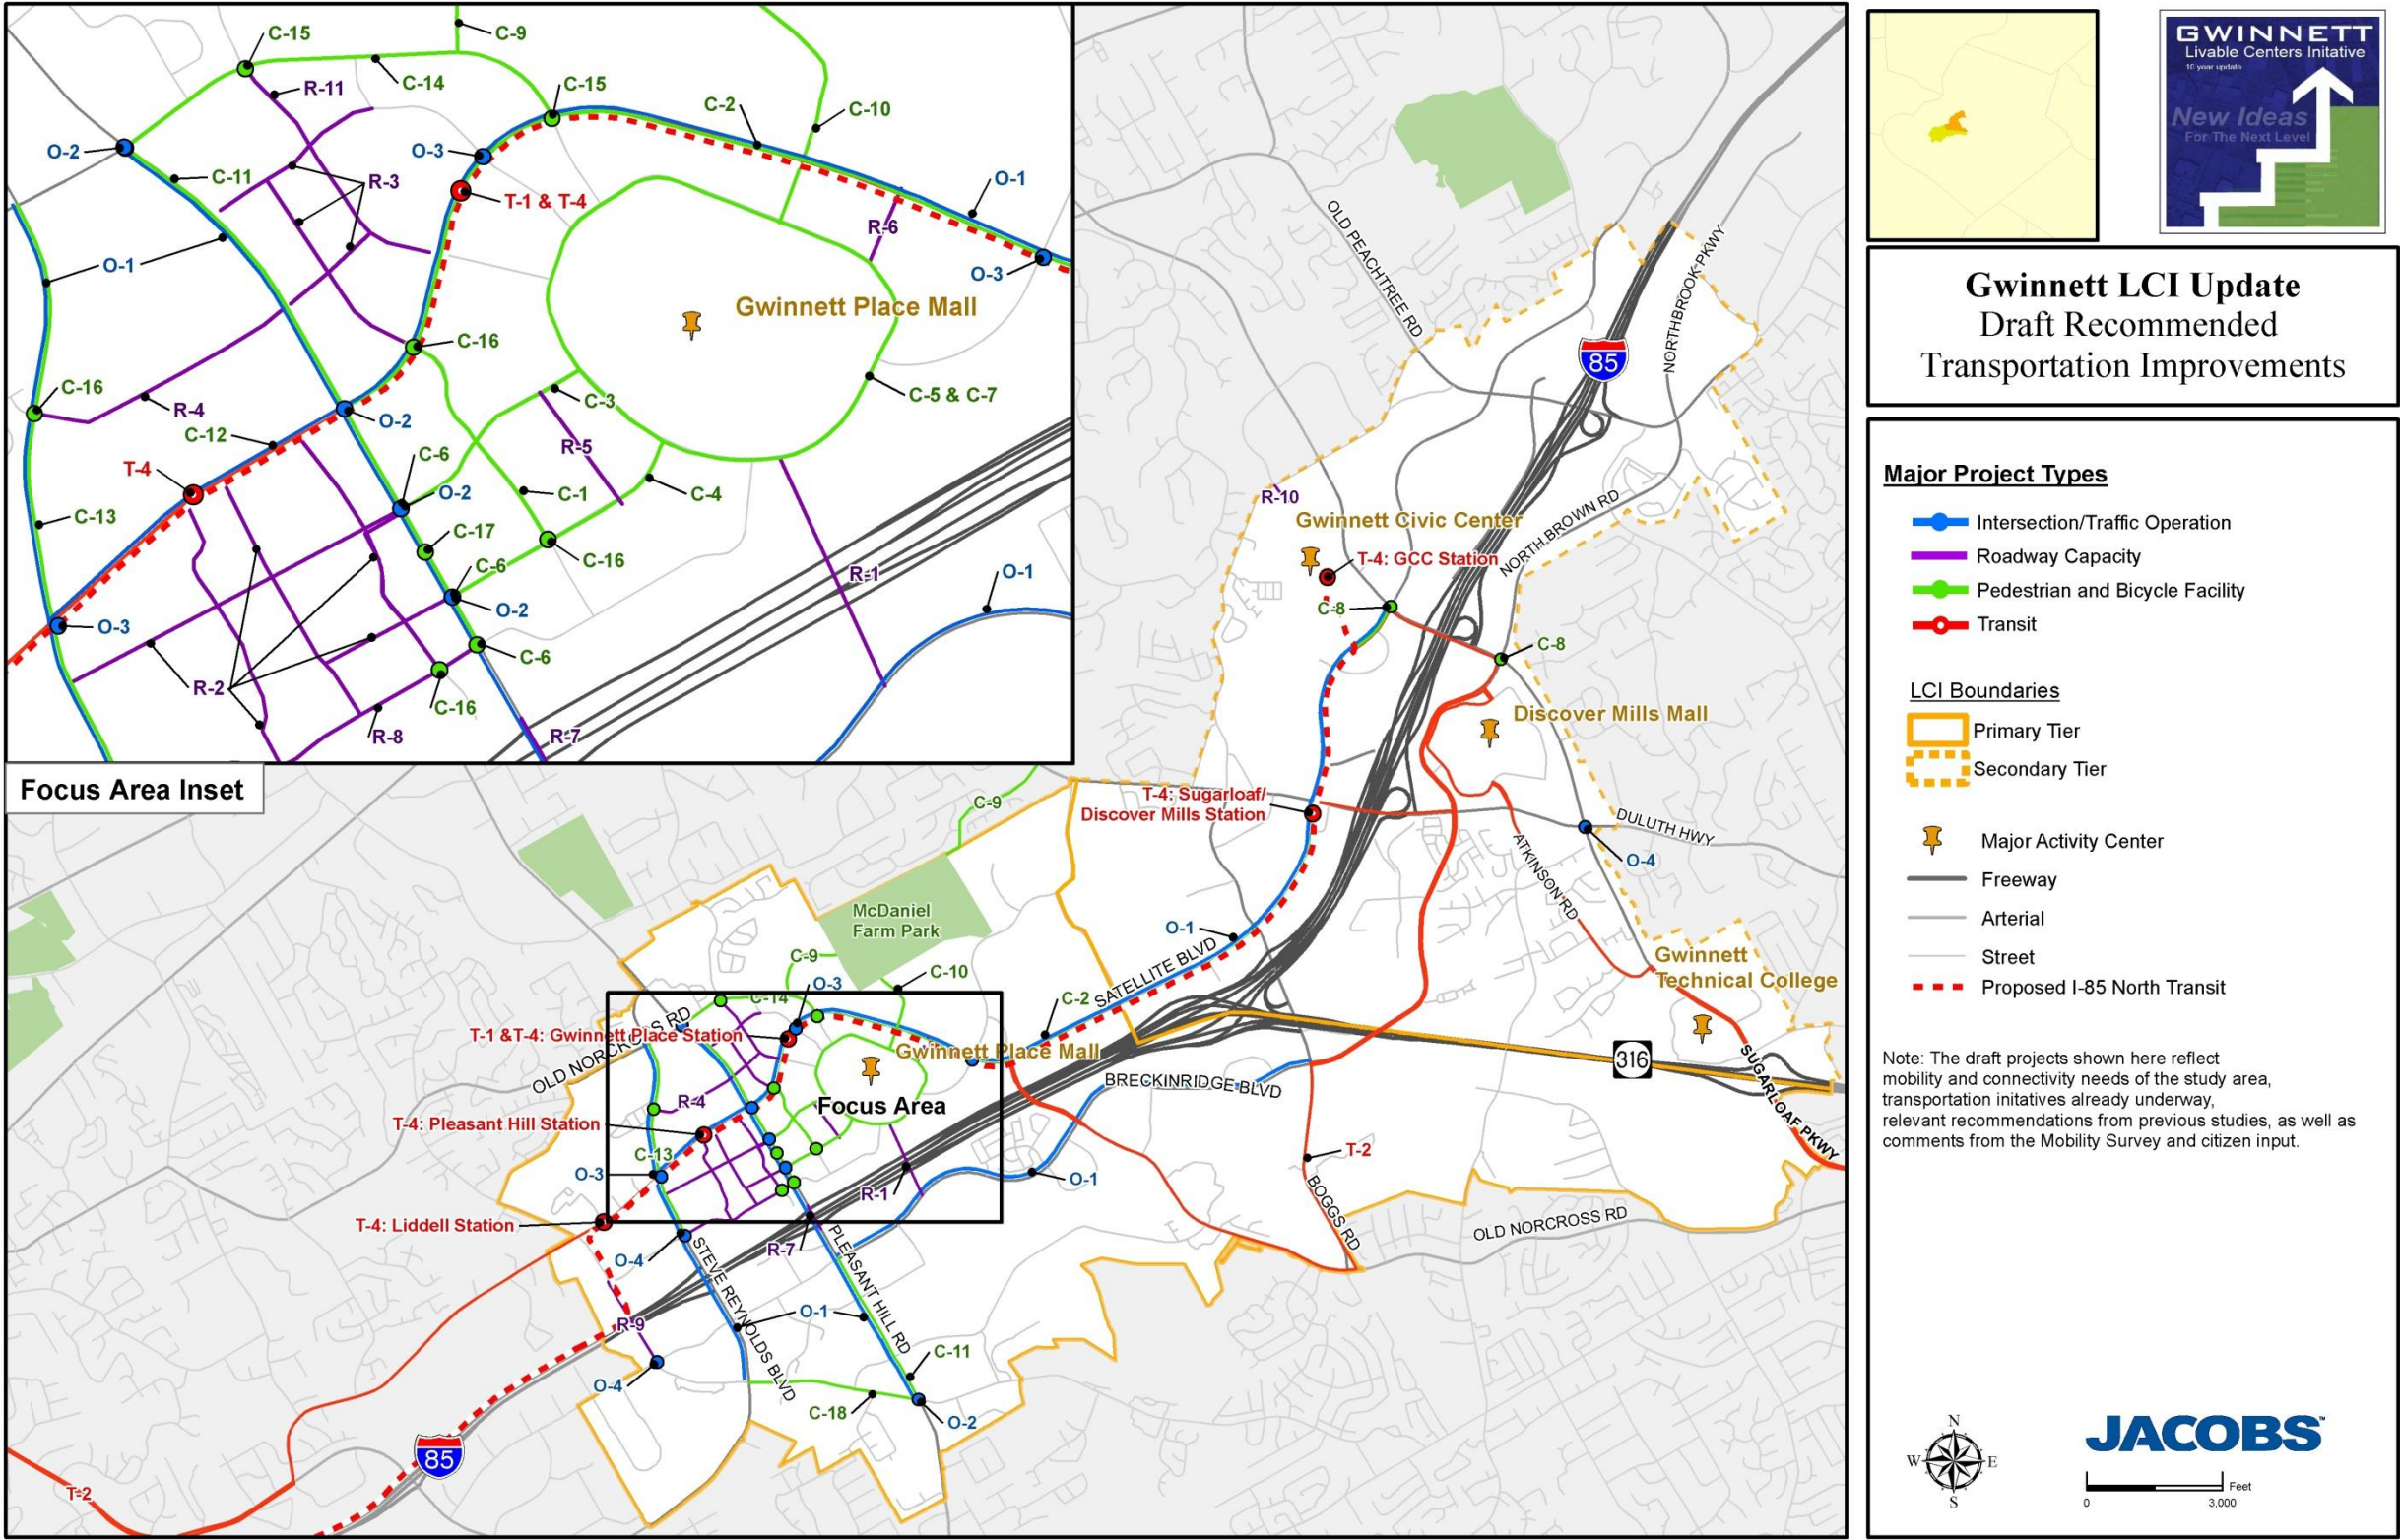 C-15
C-9
C-14
R-11
C-15
C-2
C-10
O-2
O-3
C-11
R-3
T-1 & T-4
O-1
R-6
O-1
O-3
Gwinnett Place Mall
C-16
C-16
R-4
C-12
O-2
C-3
C-5 & C-7
R-5
T-4
C-6
O-2
C-1
C-4
C-13
C-17
C-16
C-6
R-1
O-1
O-3
O-2
C-6
R-2
C-16
R-8
R-7
Focus Area Inset
OLD PEACHTREE RD
85
NORTHBROOK PKWY
R-10
Gwinnett Civic Center
NORTH BROWN RD
T-4: GCC Station
C-8
C-8
Discover Mills Mall
T-4: Sugarloaf/
Discover Mills Station
DULUTH HWY
O-4
ATKINSON RD
C-9
McDaniel
Farm Park
O-1
SATELLITE BLVD
Gwinnett
Technical College
C-9
C-10
O-3
C-14
C-2
OLD NORCROSS RD
T-1 &T-4: Gwinnett Place Station
Gwinnett Place Mall
316
BRECKINRIDGE BLVD
R-4
Focus Area
T-4: Pleasant Hill Station
SUGARLOAF PKWY
C-13
O-3
T-2
O-1
R-1
BOGGS RD
T-4: Liddell Station
OLD NORCROSS RD
R-7
O-4
STEVE REYNOLDS BLVD
PLEASANT HILL RD
O-1
R-9
C-11
O-4
C-18
O-2
85
T-2
GWINNETT
Livable Centers Initative
10 year update
New Ideas
For The Next Level
Gwinnett LCI Update
Draft Recommended
Transportation Improvements
Major Project Types
Intersection/Traffic Operation
Roadway Capacity
Pedestrian and Bicycle Facility
Transit
LCI Boundaries
Primary Tier
Secondary Tier
Major Activity Center
Freeway
Arterial
Street
Proposed I-85 North Transit
Note: The draft projects shown here reflect
mobility and connectivity needs of the study area,
transportation initatives already underway,
relevant recommendations from previous studies, as well as
comments from the Mobility Survey and citizen input.
N
W E
S
JACOBS™
Feet
0 3,000